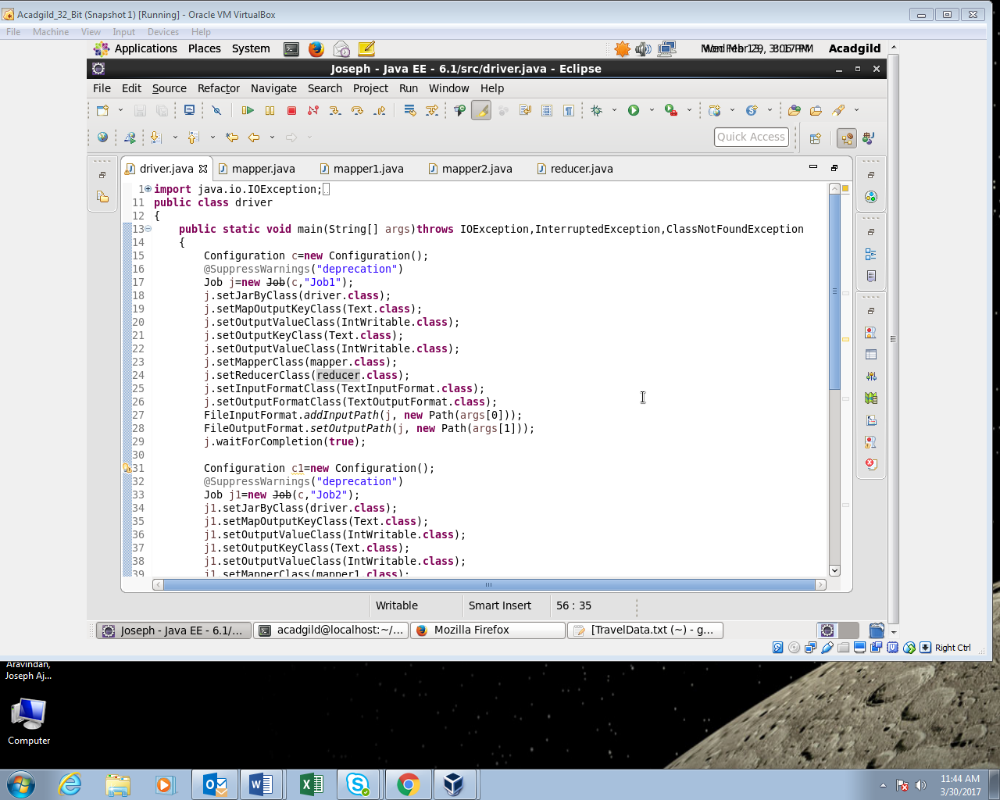 Acadgild_32_Bit (Snapshot 1) [Running] - Oracle VM VirtualBox
File Machine View Input Devices Help
Applications Places System Acadgild
Joseph - Java EE - 6.1/src/driver.java - Eclipse
File Edit Source Refactor Navigate Search Project Run Window Help
Quick Access
driver.java mapper.java mapper1.java mapper2.java reducer.java
1 import java.io.IOException;
11 public class driver
12 {
13 public static void main(String[] args)throws IOException,InterruptedException,ClassNotFoundException
14 {
15 Configuration c=new Configuration();
16 @SuppressWarnings("deprecation")
17 Job j=new Job(c,"Job1");
18 j.setJarByClass(driver.class);
19 j.setMapOutputKeyClass(Text.class);
20 j.setOutputValueClass(IntWritable.class);
21 j.setOutputKeyClass(Text.class);
22 j.setOutputValueClass(IntWritable.class);
23 j.setMapperClass(mapper.class);
24 j.setReducerClass(reducer.class);
25 j.setInputFormatClass(TextInputFormat.class);
26 j.setOutputFormatClass(TextOutputFormat.class);
27 FileInputFormat.addInputPath(j, new Path(args[0]));
28 FileOutputFormat.setOutputPath(j, new Path(args[1]));
29 j.waitForCompletion(true);
30
31 Configuration c1=new Configuration();
32 @SuppressWarnings("deprecation")
33 Job j1=new Job(c,"Job2");
34 j1.setJarByClass(driver.class);
35 j1.setMapOutputKeyClass(Text.class);
36 j1.setOutputValueClass(IntWritable.class);
37 j1.setOutputKeyClass(Text.class);
38 j1.setOutputValueClass(IntWritable.class);
39 j1.setMapperClass(mapper1.class);
Writable Smart Insert 56 : 35
Joseph - Java EE - 6.1/... acadgild@localhost:~/... Mozilla Firefox [TravelData.txt (~) - g...
Right Ctrl
Aravindan,
Joseph Aj...
Computer
11:44 AM
3/30/2017